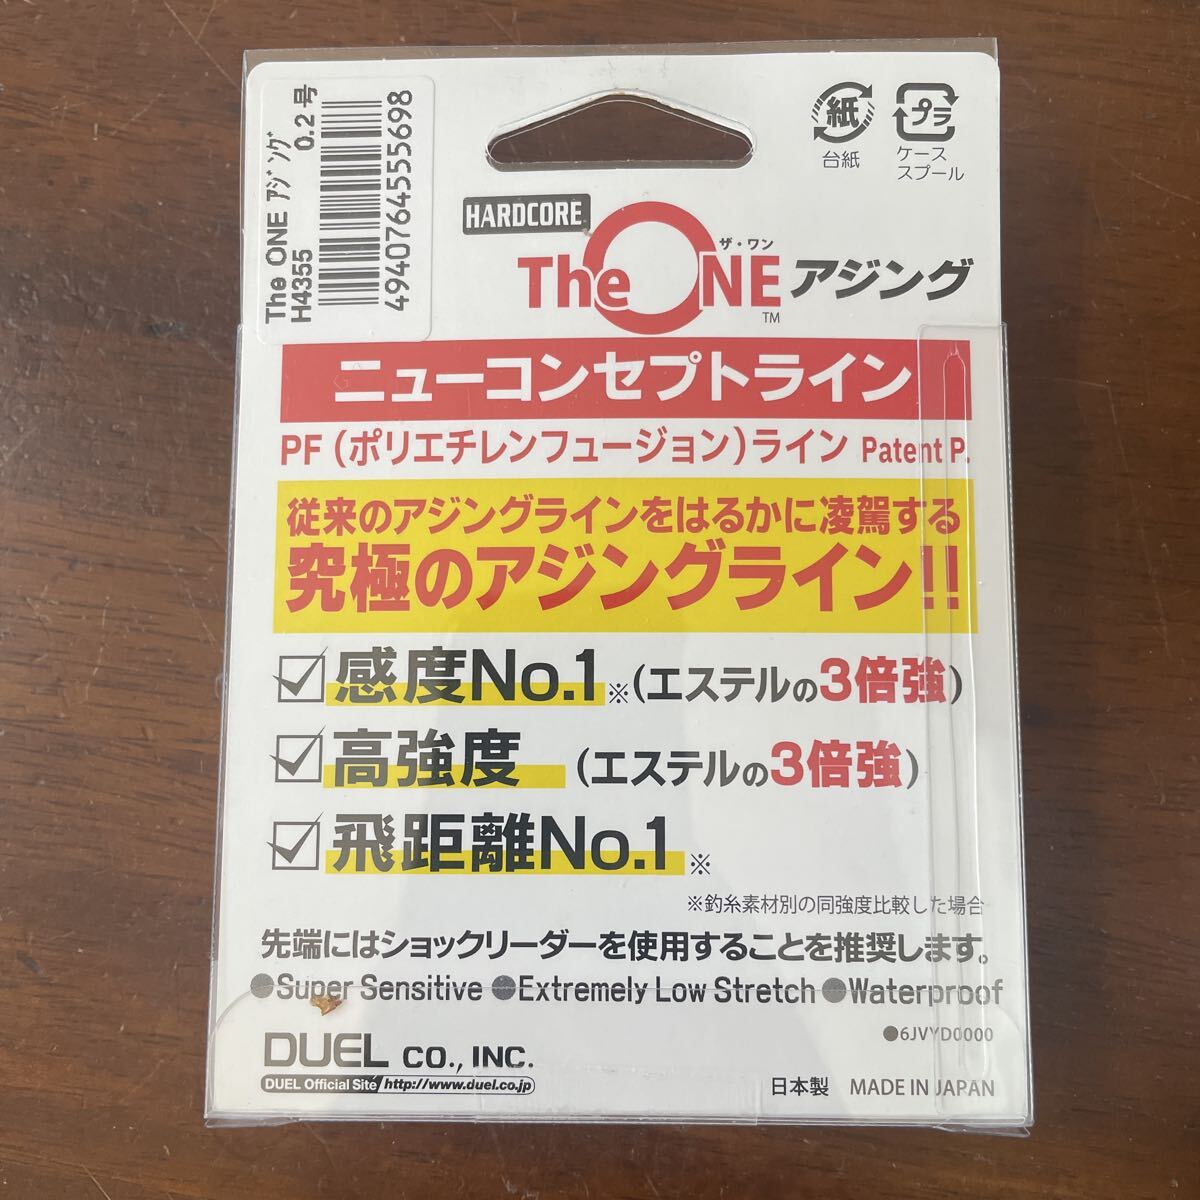 The ONE ｱｼﾞﾝｸﾞ
H4355 0.2号
4940764555698
紙
台紙
プラ
ケース
スプール
HARDCORE
ザ・ワン
The ONE アジング
TM
ニューコンセプトライン
PF（ポリエチレンフュージョン）ライン Patent P.
従来のアジングラインをはるかに凌駕する
究極のアジングライン!!
感度No.1※（エステルの3倍強）
高強度（エステルの3倍強）
飛距離No.1※
※釣糸素材別の同強度比較した場合
先端にはショックリーダーを使用することを推奨します。
●Super Sensitive ●Extremely Low Stretch ●Waterproof
●6JVYD0000
DUEL CO., INC.
DUEL Official Site http://www.duel.co.jp
日本製 MADE IN JAPAN